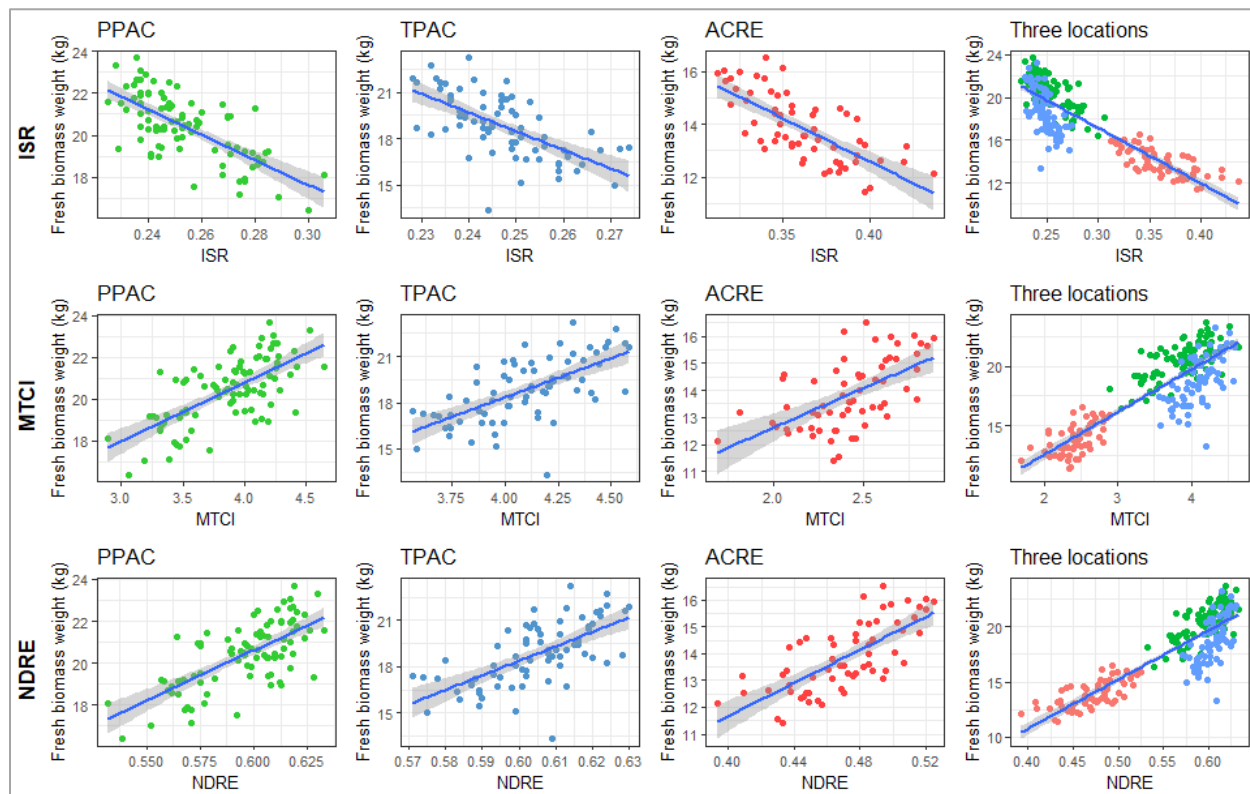 PPAC
TPAC
ACRE
Three locations
ISR
Fresh biomass weight (kg)
24
22
20
18
0.24
0.26
0.28
0.30
ISR
Fresh biomass weight (kg)
21
18
15
0.23
0.24
0.25
0.26
0.27
ISR
Fresh biomass weight (kg)
16
14
12
0.35
0.40
ISR
Fresh biomass weight (kg)
24
20
16
12
0.25
0.30
0.35
0.40
ISR
PPAC
TPAC
ACRE
Three locations
MTCI
Fresh biomass weight (kg)
24
22
20
18
3.0
3.5
4.0
4.5
MTCI
Fresh biomass weight (kg)
21
18
15
3.75
4.00
4.25
4.50
MTCI
Fresh biomass weight (kg)
16
15
14
13
12
11
2.0
2.5
MTCI
Fresh biomass weight (kg)
20
15
2
3
4
MTCI
PPAC
TPAC
ACRE
Three locations
NDRE
Fresh biomass weight (kg)
24
22
20
18
0.550
0.575
0.600
0.625
NDRE
Fresh biomass weight (kg)
21
18
15
0.57
0.58
0.59
0.60
0.61
0.62
0.63
NDRE
Fresh biomass weight (kg)
16
15
14
13
12
11
0.40
0.44
0.48
0.52
NDRE
Fresh biomass weight (kg)
20
15
10
0.40
0.45
0.50
0.55
0.60
NDRE